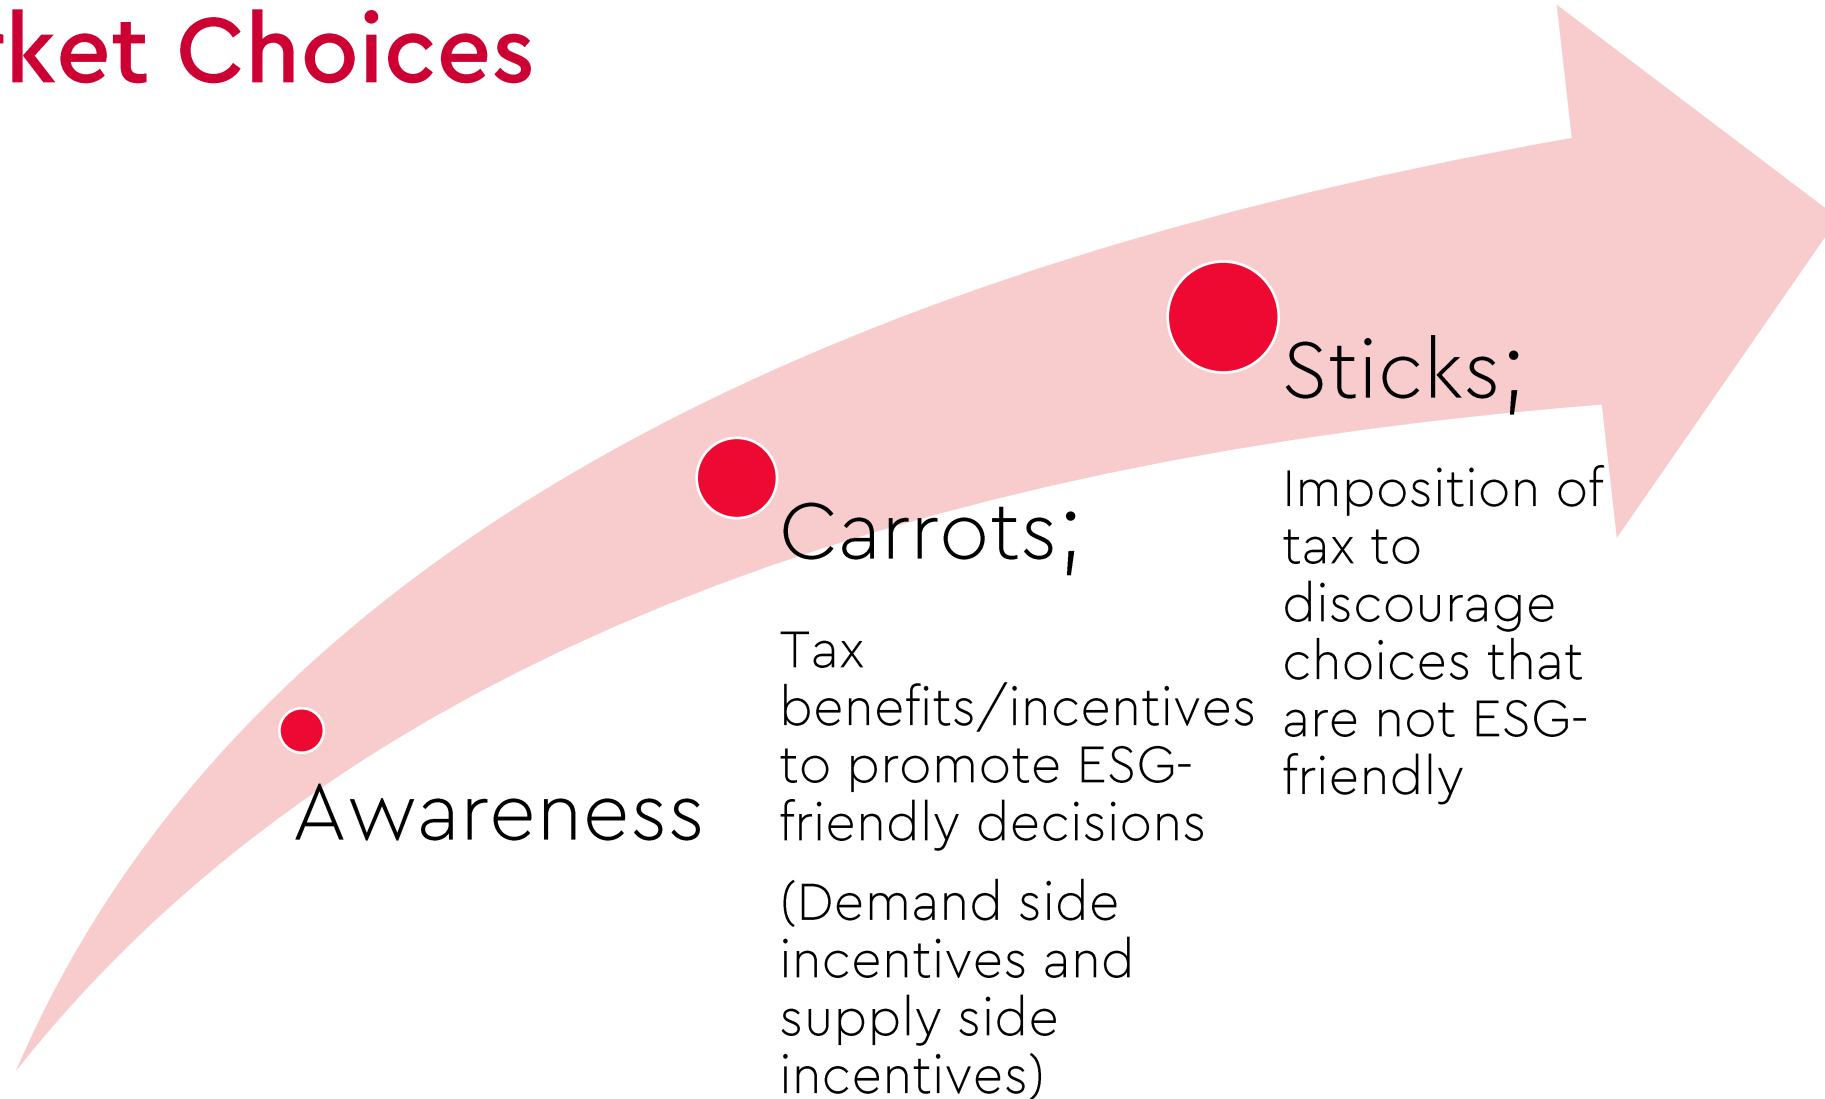 ket Choices
Awareness
Carrots;
Tax
benefits/incentives
to promote ESG-
friendly decisions
(Demand side
incentives and
supply side
incentives)
Sticks;
Imposition of
tax to
discourage
choices that
are not ESG-
friendly